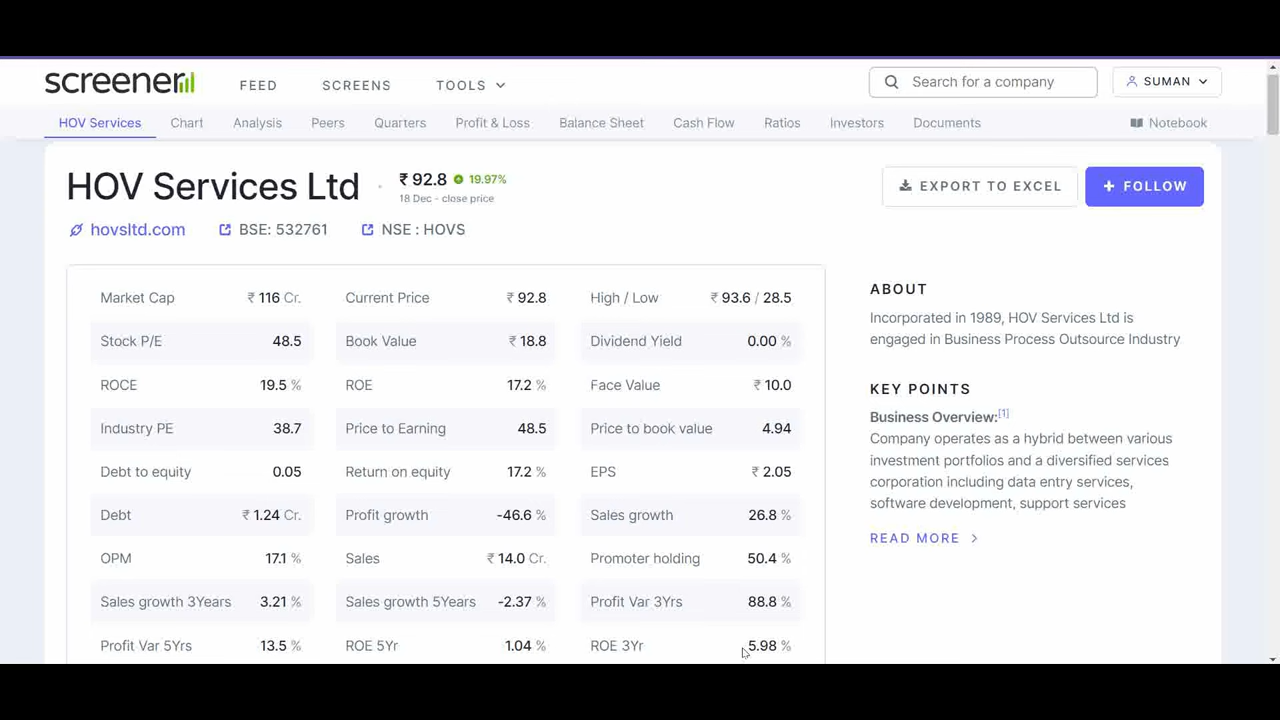 screener
FEED SCREENS TOOLS
Search for a company
SUMAN
HOV Services Chart Analysis Peers Quarters Profit & Loss Balance Sheet Cash Flow Ratios Investors Documents Notebook
HOV Services Ltd
₹ 92.8 19.97%
18 Dec - close price
EXPORT TO EXCEL
+ FOLLOW
hovsltd.com BSE: 532761 NSE : HOVS
Market Cap ₹ 116 Cr. Current Price ₹ 92.8 High / Low ₹ 93.6 / 28.5
Stock P/E 48.5 Book Value ₹ 18.8 Dividend Yield 0.00 %
ROCE 19.5 % ROE 17.2 % Face Value ₹ 10.0
Industry PE 38.7 Price to Earning 48.5 Price to book value 4.94
Debt to equity 0.05 Return on equity 17.2 % EPS ₹ 2.05
Debt ₹ 1.24 Cr. Profit growth -46.6 % Sales growth 26.8 %
OPM 17.1 % Sales ₹ 14.0 Cr. Promoter holding 50.4 %
Sales growth 3Years 3.21 % Sales growth 5Years -2.37 % Profit Var 3Yrs 88.8 %
Profit Var 5Yrs 13.5 % ROE 5Yr 1.04 % ROE 3Yr 5.98 %
ABOUT
Incorporated in 1989, HOV Services Ltd is
engaged in Business Process Outsource Industry
KEY POINTS
Business Overview:[1]
Company operates as a hybrid between various
investment portfolios and a diversified services
corporation including data entry services,
software development, support services
READ MORE